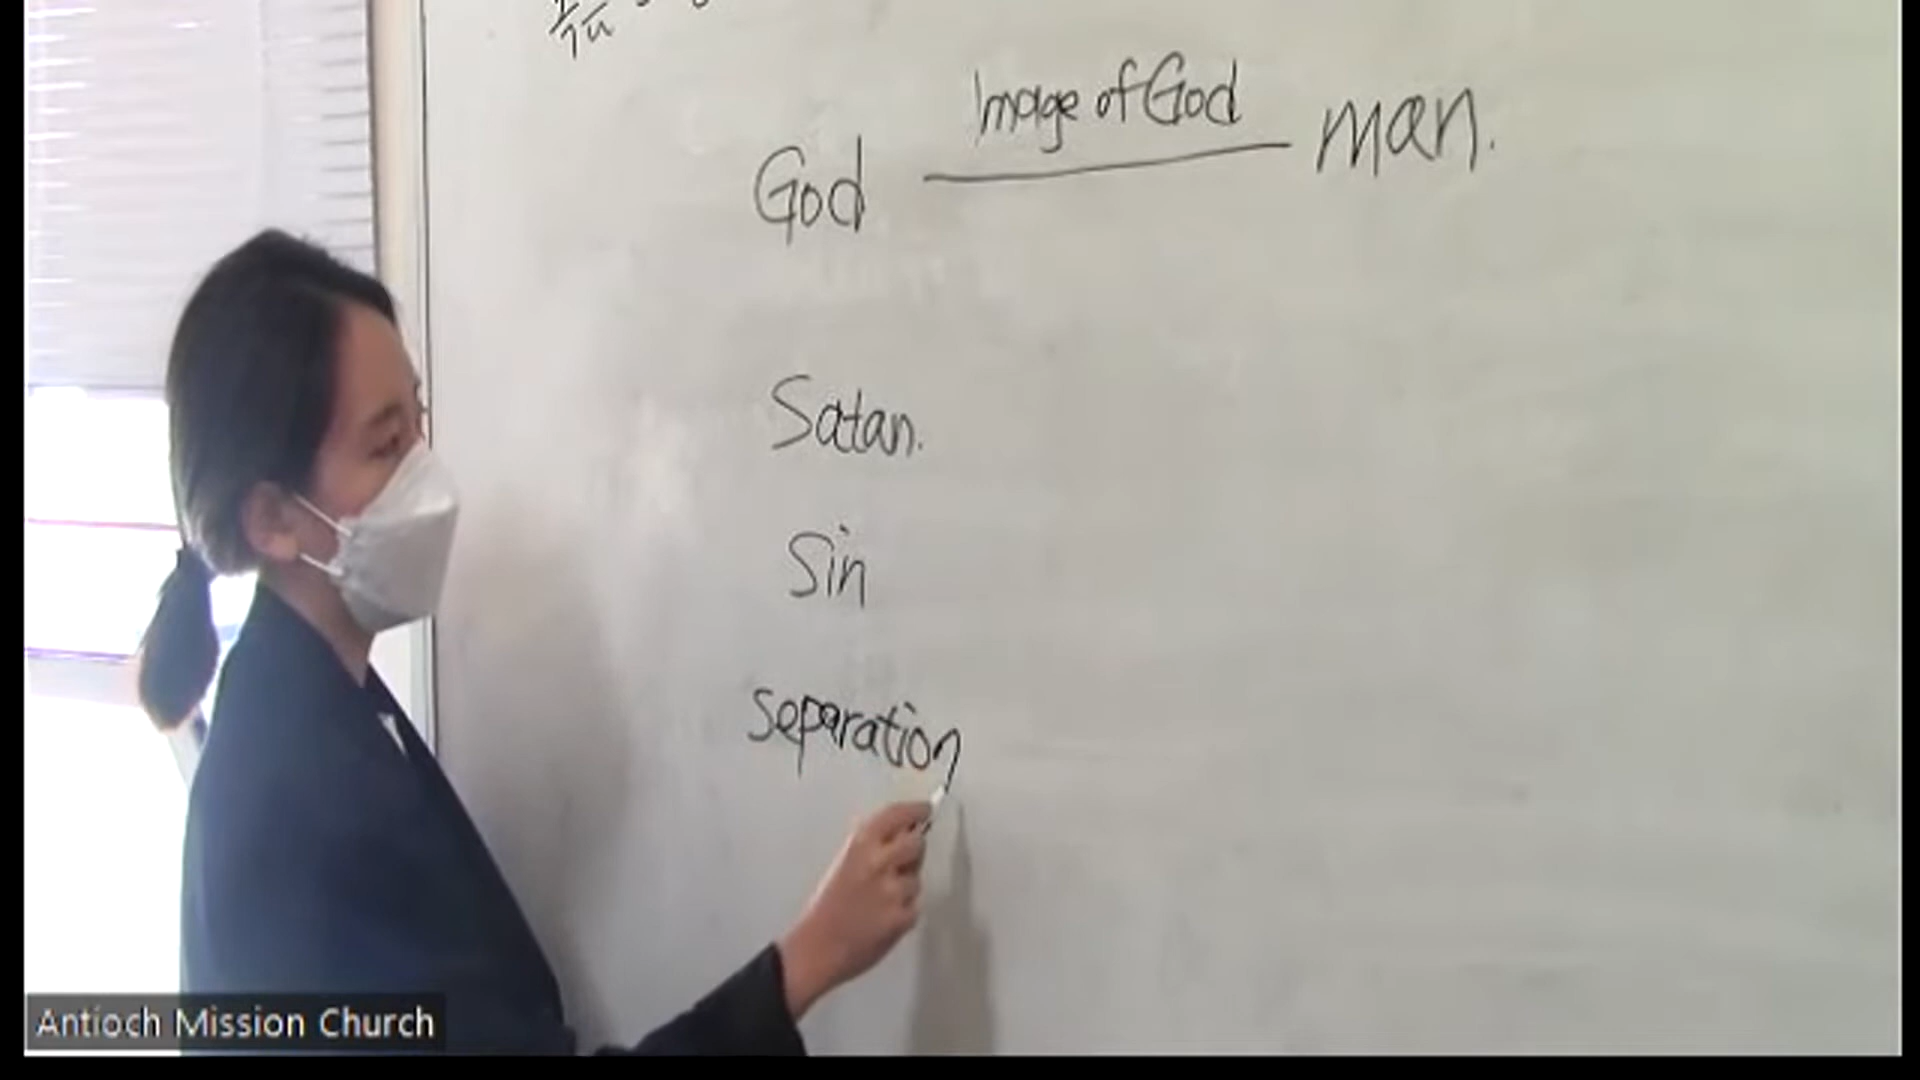 Image of God
God man.
Satan.
Sin
Separation
Antioch Mission Church